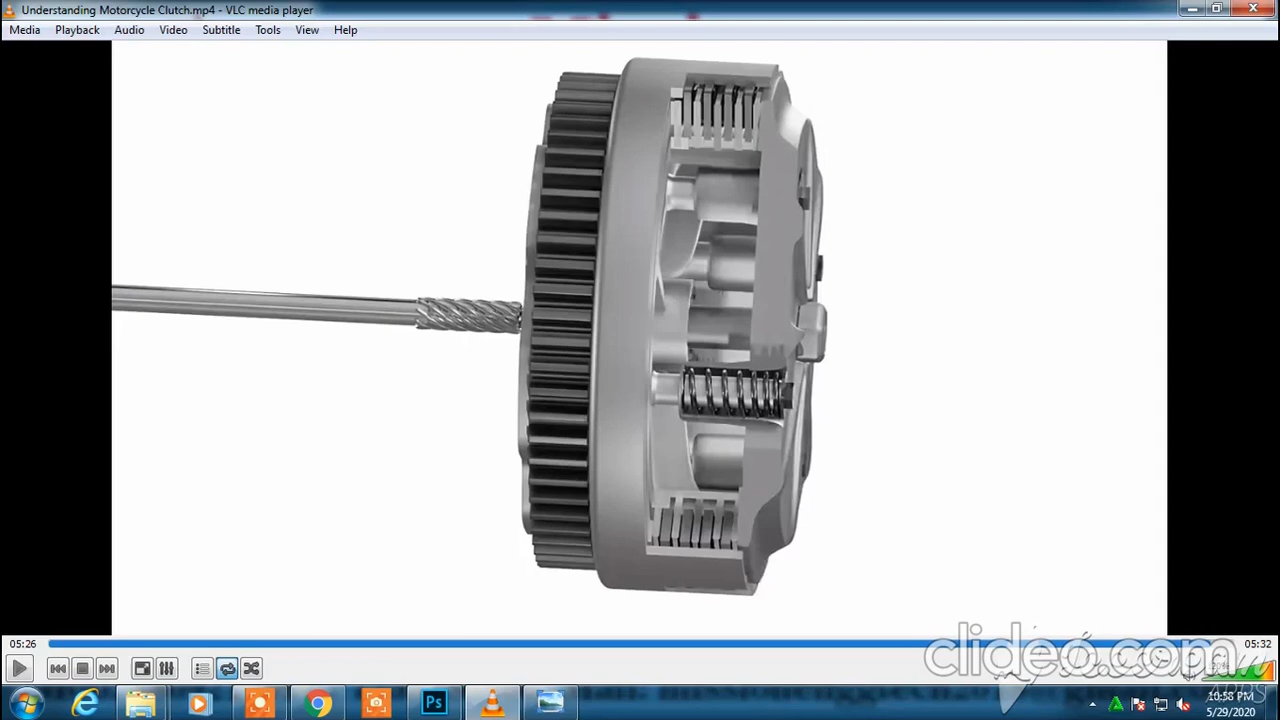 Understanding Motorcycle Clutch.mp4 - VLC media player
Media Playback Audio Video Subtitle Tools View Help
05:26
05:32
clideo.com
Ps
10:58 PM
5/29/2020